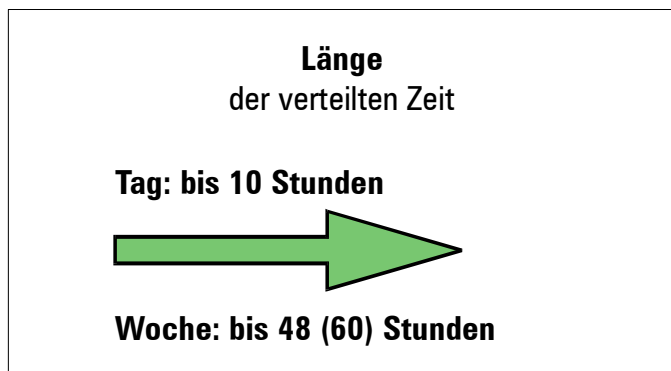 Länge
der verteilten Zeit
Tag: bis 10 Stunden
Woche: bis 48 (60) Stunden